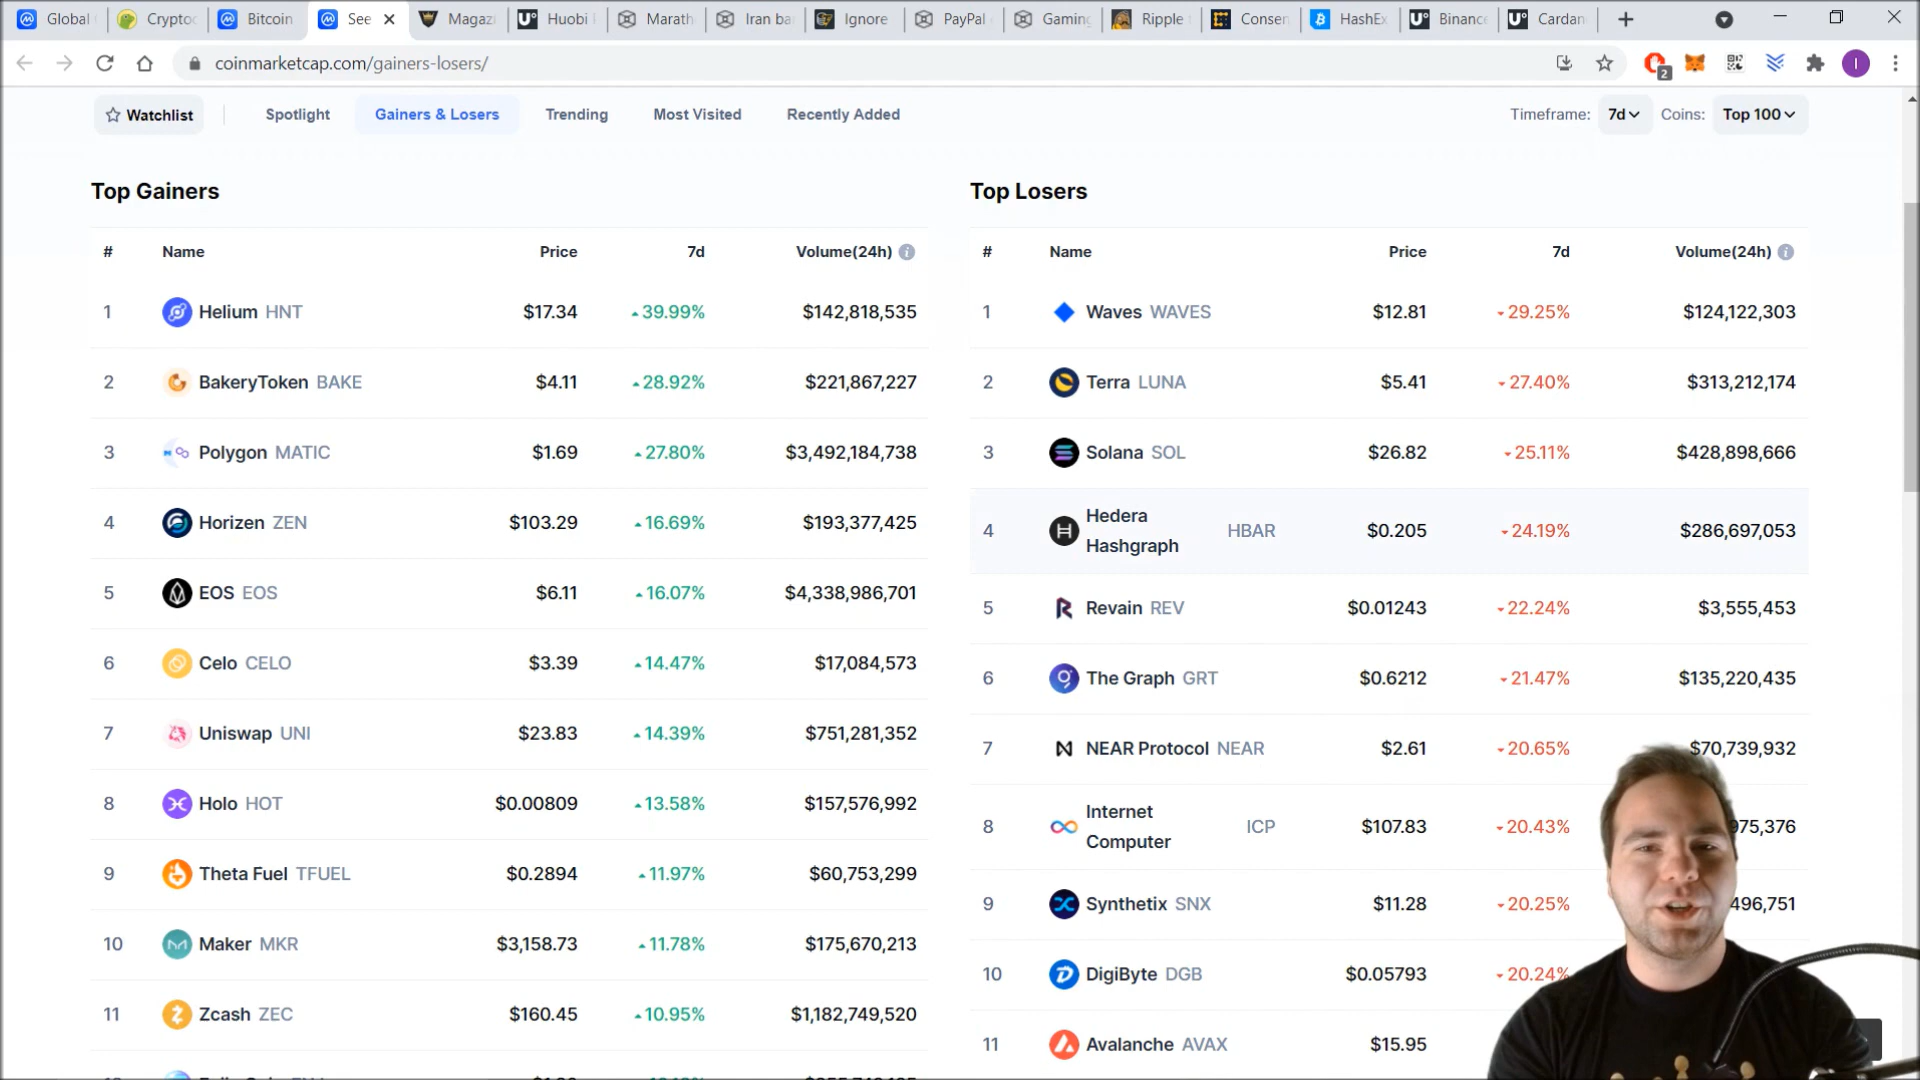 Global
Cryptoc
Bitcoin
See
Magazi
Huobi
Marath
Iran ba
Ignore
PayPal
Gaming
Ripple
Consen
HashEx
Binance
Cardan
coinmarketcap.com/gainers-losers/
2
I
Watchlist
Spotlight
Gainers & Losers
Trending
Most Visited
Recently Added
Timeframe:
7d
Coins:
Top 100
Top Gainers
# Name Price 7d Volume(24h)
1 Helium HNT $17.34 39.99% $142,818,535
2 BakeryToken BAKE $4.11 28.92% $221,867,227
3 Polygon MATIC $1.69 27.80% $3,492,184,738
4 Horizen ZEN $103.29 16.69% $193,377,425
5 EOS EOS $6.11 16.07% $4,338,986,701
6 Celo CELO $3.39 14.47% $17,084,573
7 Uniswap UNI $23.83 14.39% $751,281,352
8 Holo HOT $0.00809 13.58% $157,576,992
9 Theta Fuel TFUEL $0.2894 11.97% $60,753,299
10 Maker MKR $3,158.73 11.78% $175,670,213
11 Zcash ZEC $160.45 10.95% $1,182,749,520
Top Losers
# Name Price 7d Volume(24h)
1 Waves WAVES $12.81 29.25% $124,122,303
2 Terra LUNA $5.41 27.40% $313,212,174
3 Solana SOL $26.82 25.11% $428,898,666
4 Hedera Hashgraph HBAR $0.205 24.19% $286,697,053
5 Revain REV $0.01243 22.24% $3,555,453
6 The Graph GRT $0.6212 21.47% $135,220,435
7 NEAR Protocol NEAR $2.61 20.65% $70,739,932
8 Internet Computer ICP $107.83 20.43% 975,376
9 Synthetix SNX $11.28 20.25% 496,751
10 DigiByte DGB $0.05793 20.24%
11 Avalanche AVAX $15.95